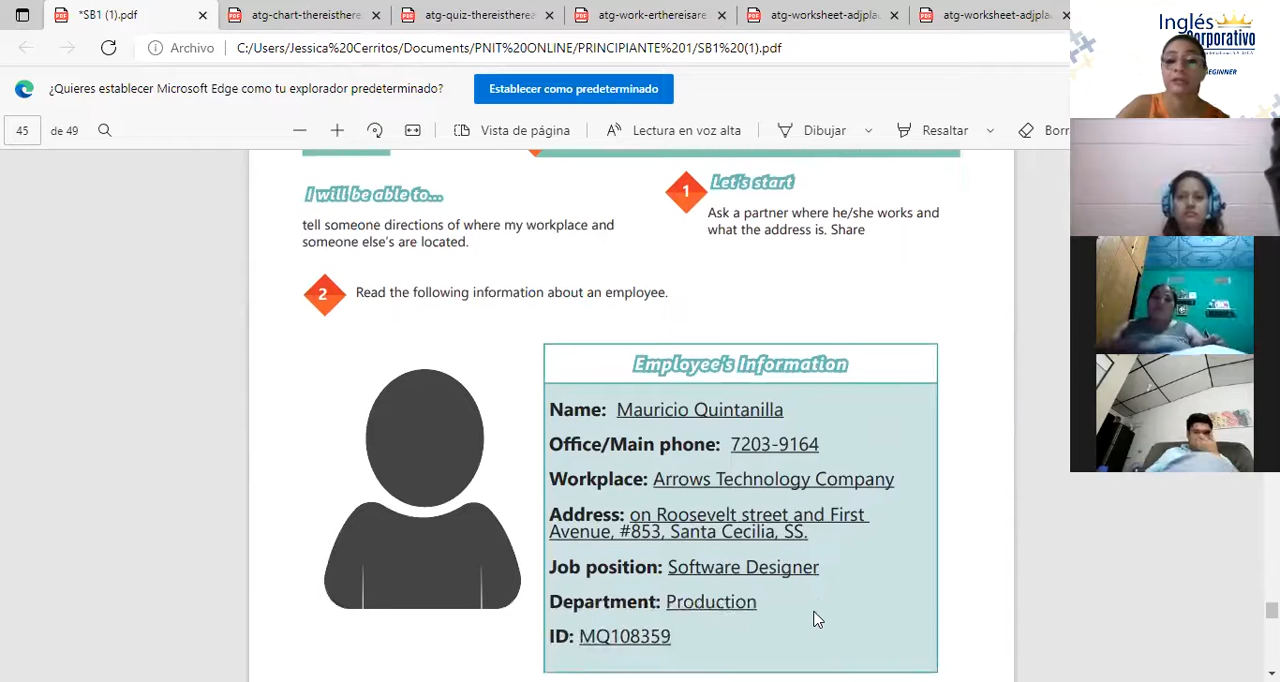 *SB1 (1).pdf
atg-chart-thereisthere
atg-quiz-thereistherea
atg-work-erthereisare
atg-worksheet-adjplau
atg-worksheet-adjpla
Archivo C:/Users/Jessica%20Cerritos/Documents/PNIT%20ONLINE/PRINCIPIANTE%201/SB1%20(1).pdf
¿Quieres establecer Microsoft Edge como tu explorador predeterminado? Establecer como predeterminado
45 de 49 Vista de página Lectura en voz alta Dibujar Resaltar Borr
Inglés
Corporativo
I will be able to...
tell someone directions of where my workplace and
someone else's are located.
1 Let's start
Ask a partner where he/she works and
what the address is. Share
2 Read the following information about an employee.
Employee's Information
Name: Mauricio Quintanilla
Office/Main phone: 7203-9164
Workplace: Arrows Technology Company
Address: on Roosevelt street and First
Avenue, #853, Santa Cecilia, SS.
Job position: Software Designer
Department: Production
ID: MQ108359